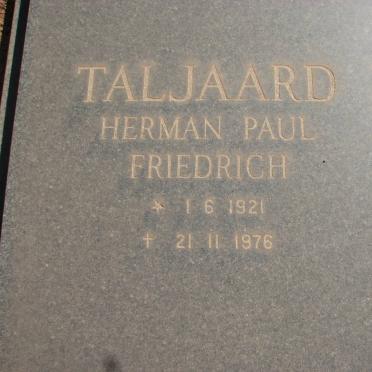 TALJAARD
HERMAN PAUL
FRIEDRICH
* 1 6 1921
† 21 11 1976